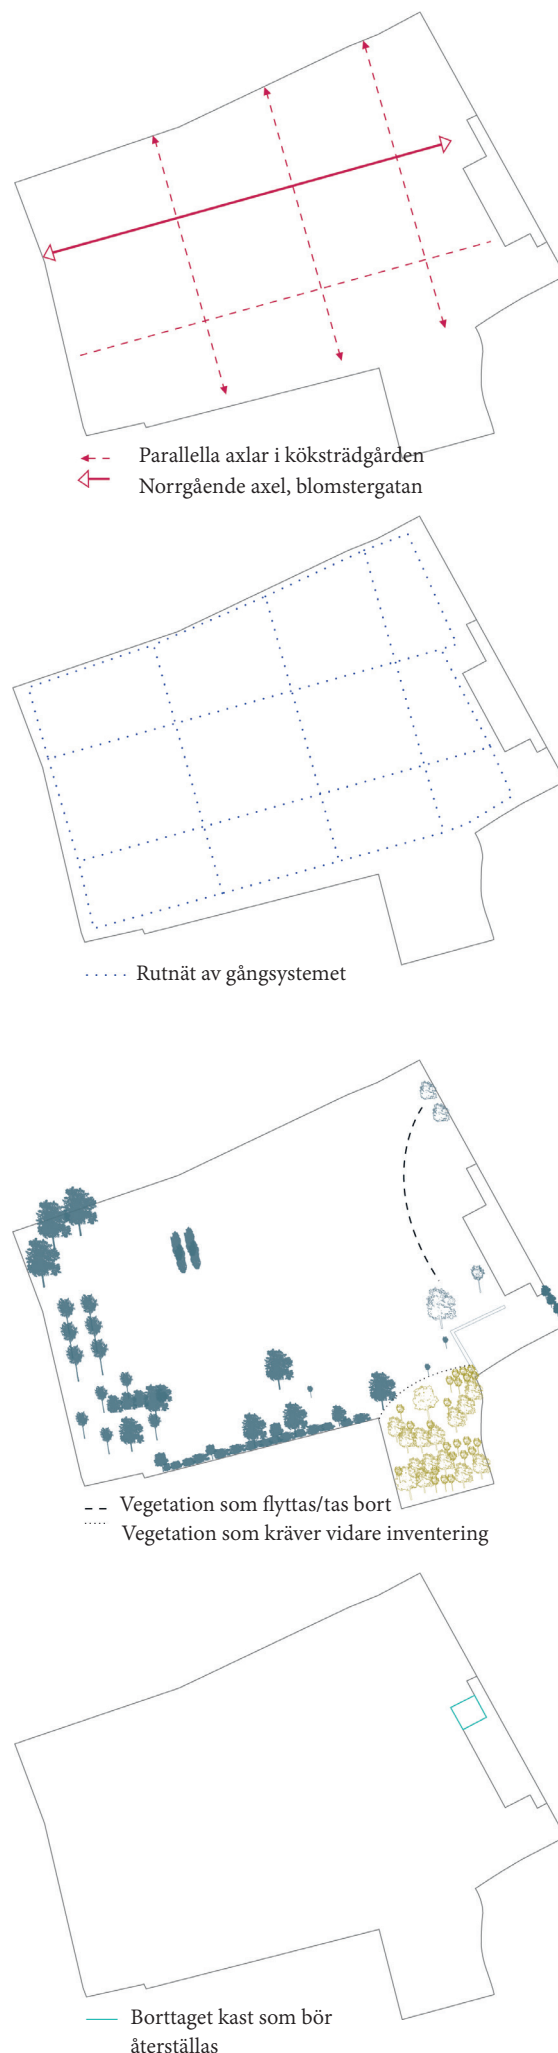 Parallella axlar i köksträdgården
Norrgående axel, blomstergatan
Rutnät av gångsystemet
Vegetation som flyttas/tas bort
Vegetation som kräver vidare inventering
Borttaget kast som bör
återställas